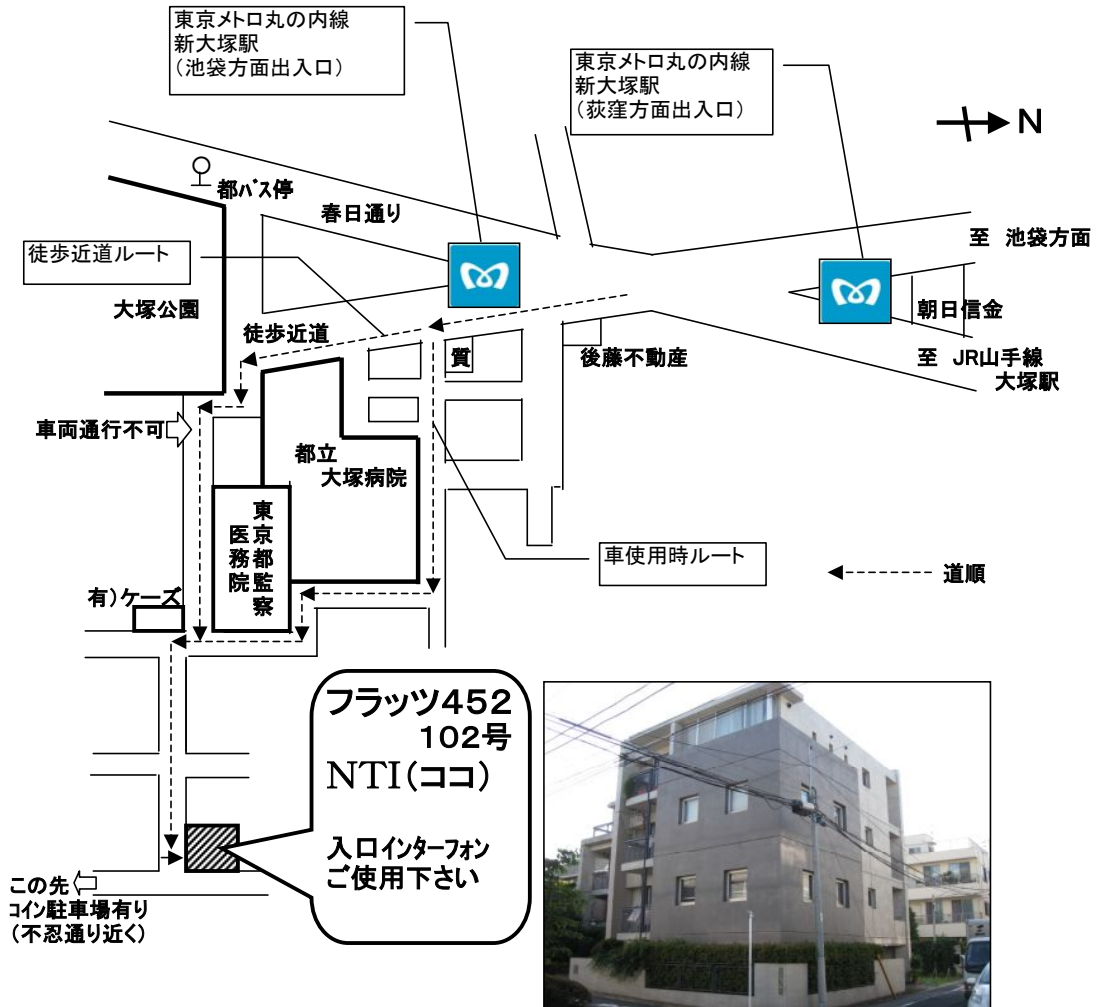 東京メトロ丸の内線
新大塚駅
(池袋方面出入口)
東京メトロ丸の内線
新大塚駅
(荻窪方面出入口)
N
都バス停
春日通り
至 池袋方面
徒歩近道ルート
大塚公園
朝日信金
徒歩近道
質
後藤不動産
至 JR山手線
大塚駅
車両通行不可
都立
大塚病院
東京都監察
医務院
車使用時ルート
道順
有)ケーズ
フラッツ452
102号
NTI(ココ)
入口インターフォン
ご使用下さい
この先
コイン駐車場有り
(不忍通り近く)